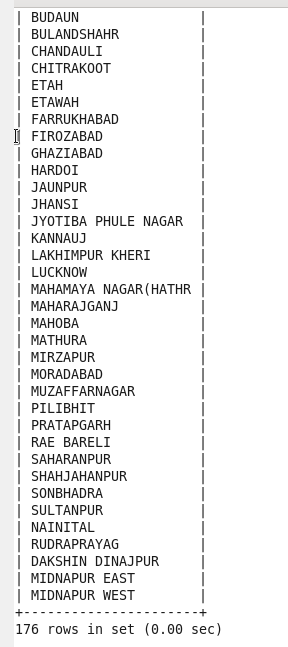 | BUDAUN |
| BULANDSHAHR |
| CHANDAULI |
| CHITRAKOOT |
| ETAH |
| ETAWAH |
| FARRUKHABAD |
| FIROZABAD |
| GHAZIABAD |
| HARDOI |
| JAUNPUR |
| JHANSI |
| JYOTIBA PHULE NAGAR |
| KANNAUJ |
| LAKHIMPUR KHERI |
| LUCKNOW |
| MAHAMAYA NAGAR(HATHR |
| MAHARAJGANJ |
| MAHOBA |
| MATHURA |
| MIRZAPUR |
| MORADABAD |
| MUZAFFARNAGAR |
| PILIBHIT |
| PRATAPGARH |
| RAE BARELI |
| SAHARANPUR |
| SHAHJAHANPUR |
| SONBHADRA |
| SULTANPUR |
| NAINITAL |
| RUDRAPRAYAG |
| DAKSHIN DINAJPUR |
| MIDNAPUR EAST |
| MIDNAPUR WEST |
+----------------------+
176 rows in set (0.00 sec)